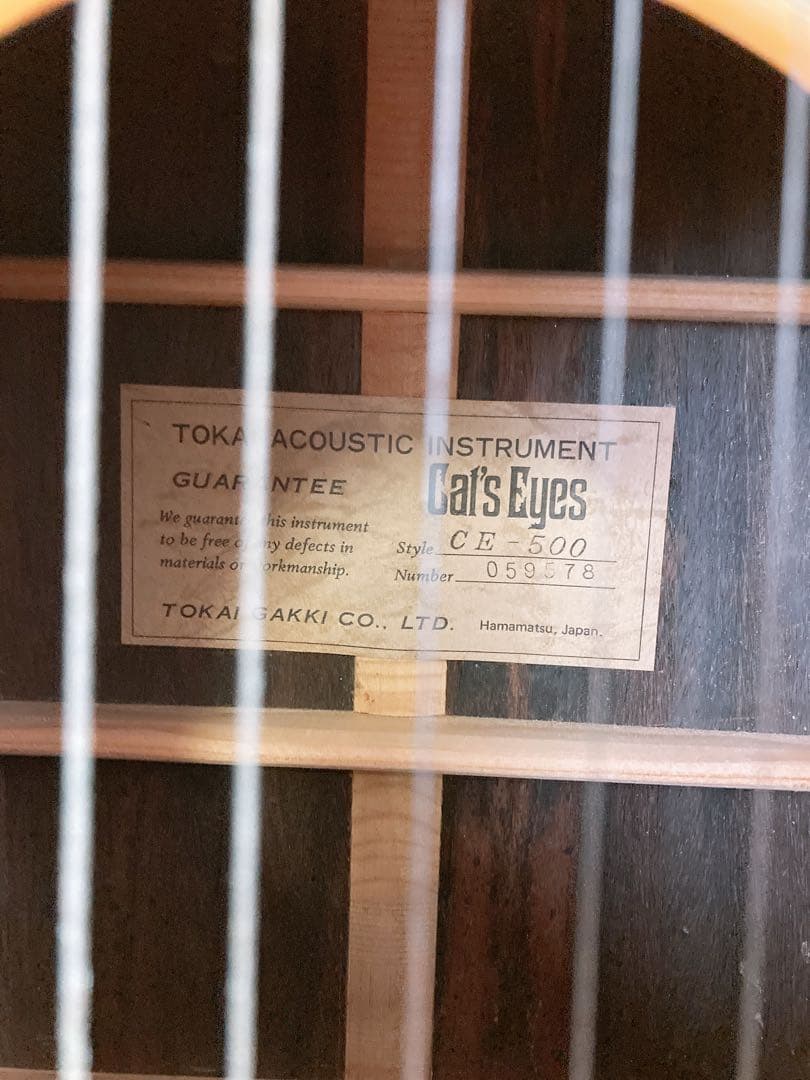 TOKAI ACOUSTIC INSTRUMENT
GUARANTEE
Cat's Eyes
We guarantee this instrument
to be free of any defects in
materials or workmanship.
Style CE-500
Number 059578
TOKAI GAKKI CO., LTD. Hamamatsu, Japan.